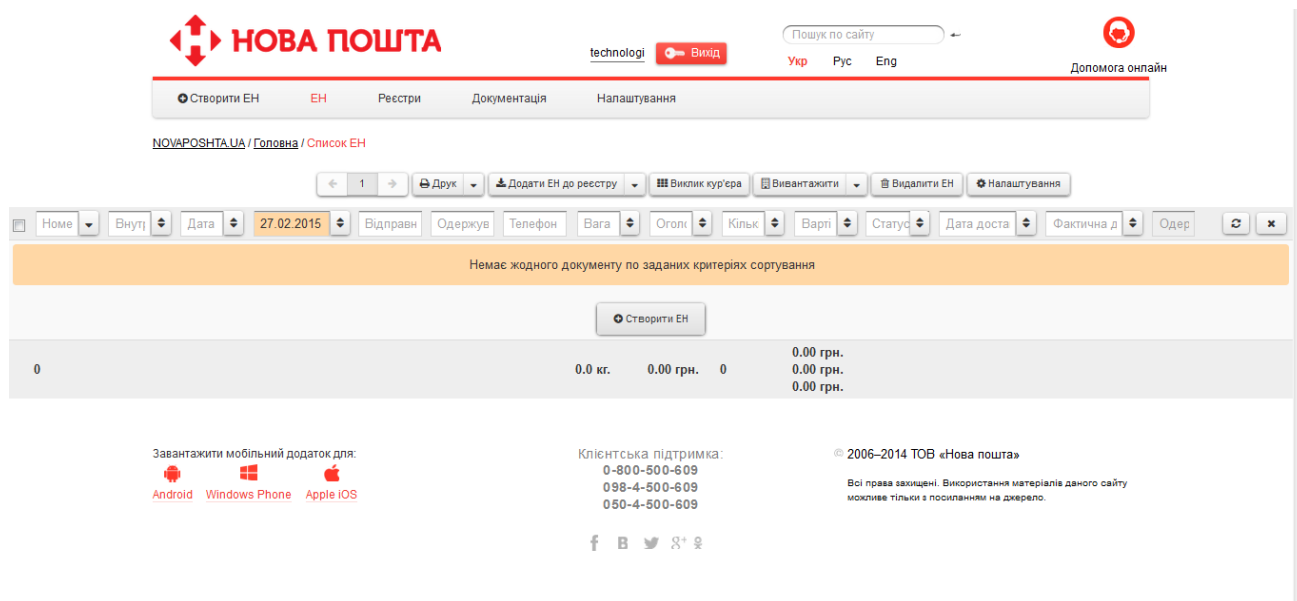 НОВА ПОШТА
technologi Вихід
Пошук по сайту
Укр Рус Eng
Допомога онлайн
Створити ЕН ЕН Реєстри Документація Налаштування
NOVAPOSHTA.UA / Головна / Список ЕН
1 Друк Додати ЕН до реєстру Виклик кур'єра Вивантажити Видалити ЕН Налаштування
Номе Внутр Дата 27.02.2015 Відправн Одержув Телефон Вага Оголо Кільк Варті Статус Дата доста Фактична д Одер
Немає жодного документу по заданих критеріях сортування
Створити ЕН
0 0.0 кг. 0.00 грн. 0 0.00 грн.
0.00 грн.
0.00 грн.
Завантажити мобільний додаток для:
Android Windows Phone Apple iOS
Клієнтська підтримка:
0-800-500-609
098-4-500-609
050-4-500-609
© 2006–2014 ТОВ «Нова пошта»
Всі права захищені. Використання матеріалів даного сайту
можливе тільки з посиланням на джерело.